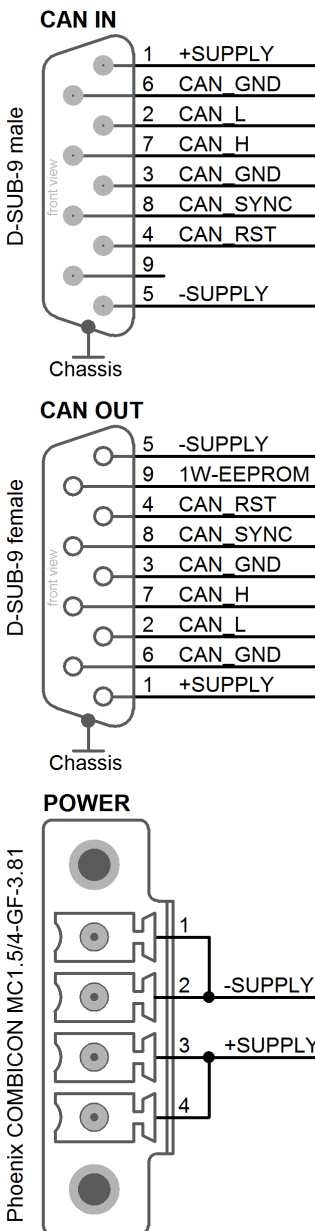 CAN IN
1 +SUPPLY
6 CAN_GND
2 CAN_L
7 CAN_H
3 CAN_GND
8 CAN_SYNC
4 CAN_RST
9
5 -SUPPLY
D-SUB-9 male
front view
Chassis
CAN OUT
5 -SUPPLY
9 1W-EEPROM
4 CAN_RST
8 CAN_SYNC
3 CAN_GND
7 CAN_H
2 CAN_L
6 CAN_GND
1 +SUPPLY
D-SUB-9 female
front view
Chassis
POWER
1
2 -SUPPLY
3 +SUPPLY
4
Phoenix COMBICON MC1.5/4-GF-3.81